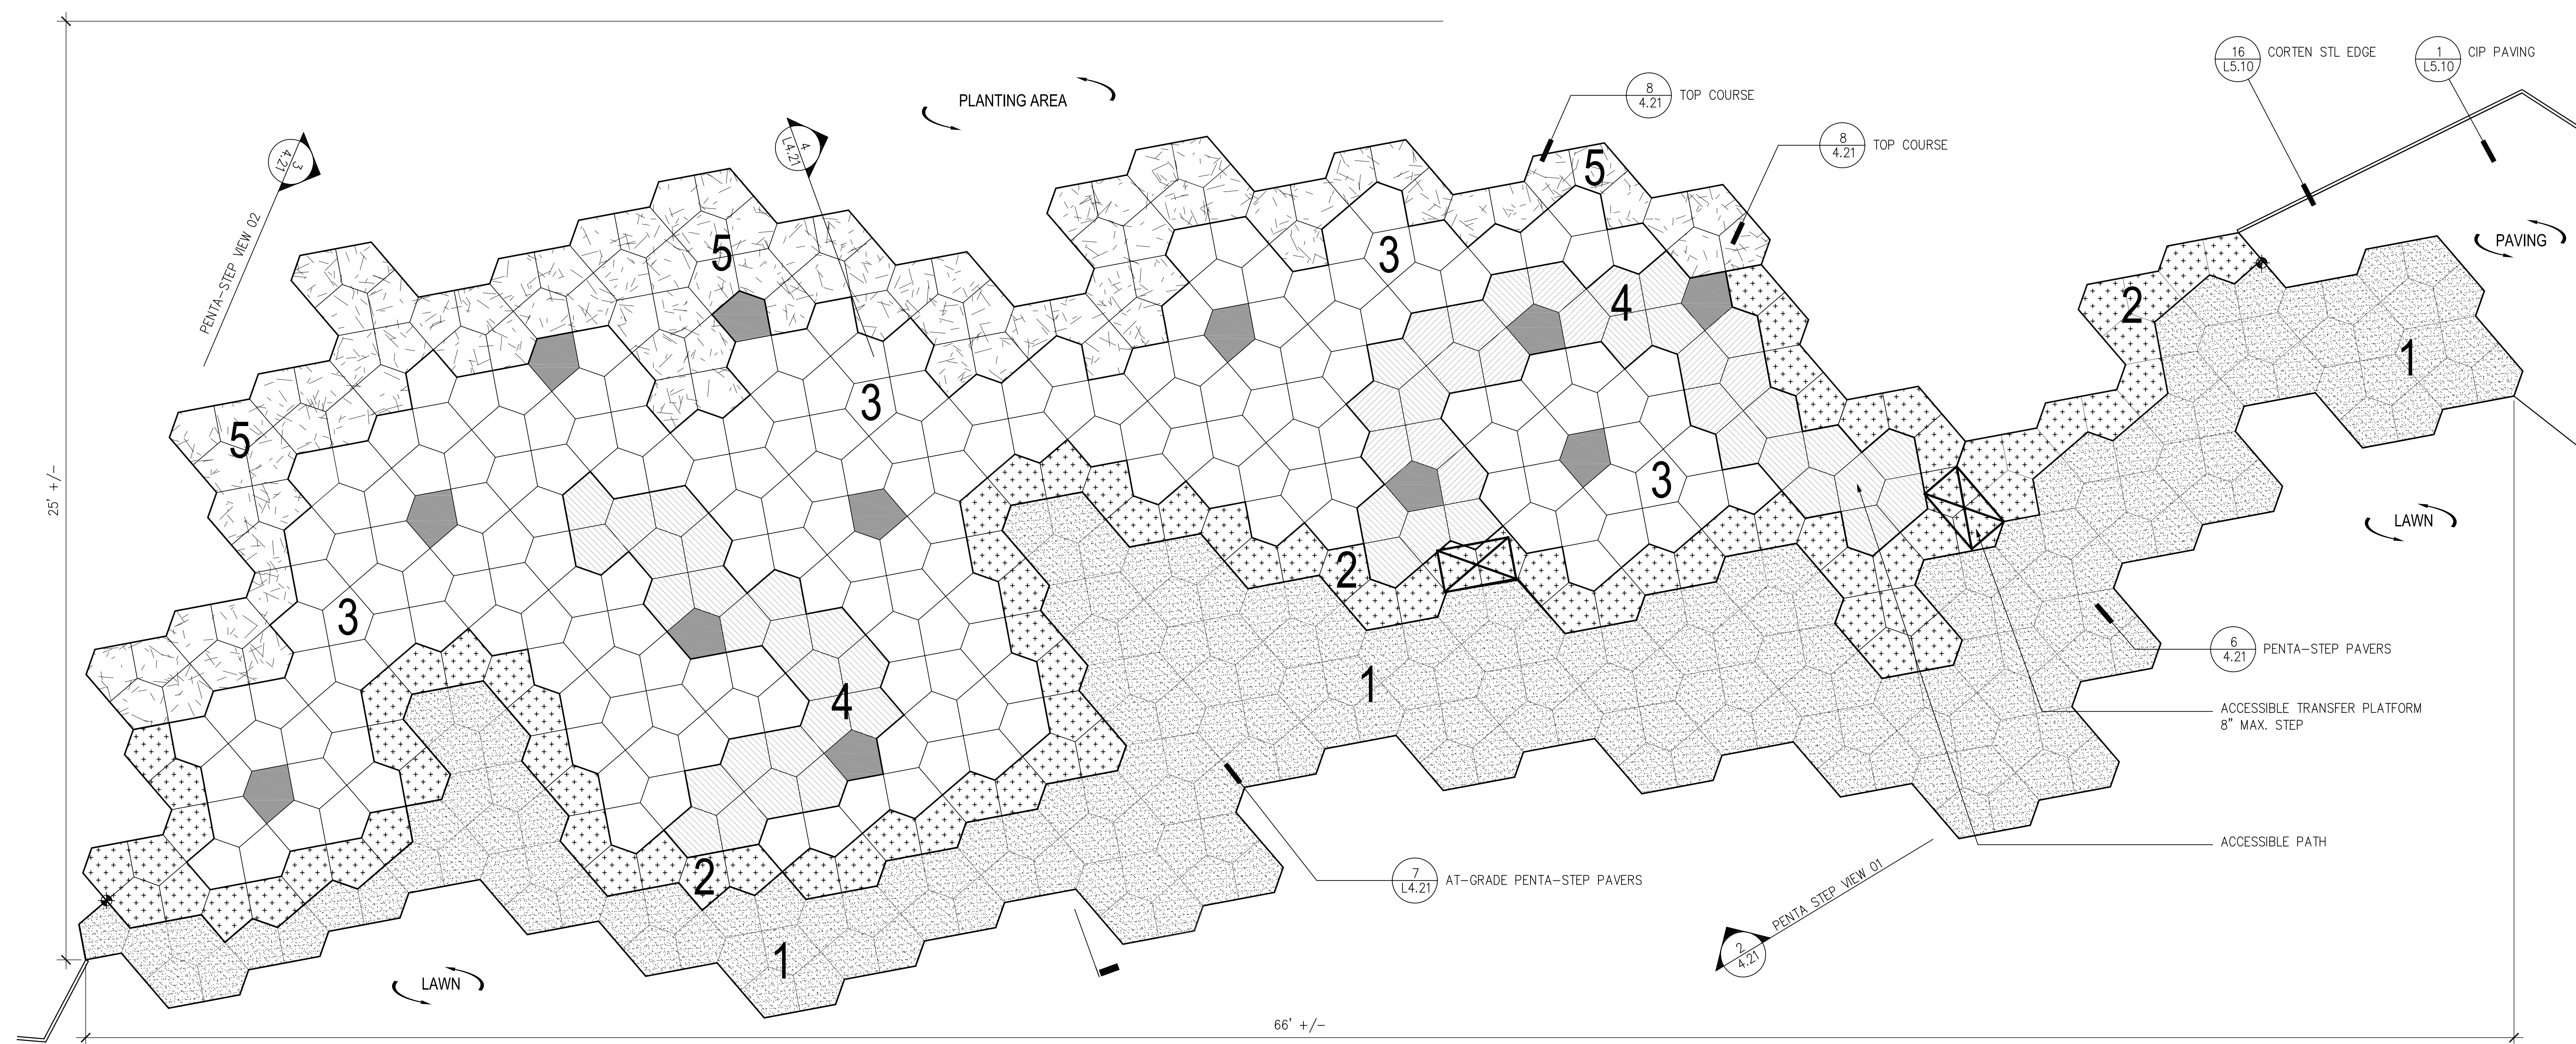 16
L5.10
CORTEN STL EDGE
1
L5.10
CIP PAVING
PLANTING AREA
8
4.21
TOP COURSE
8
4.21
TOP COURSE
3
4.21
PENTA-STEP VIEW 02
4
L4.21
5
5
5
3
3
3
3
4
4
2
2
2
1
1
1
PAVING
LAWN
25' +/-
6
4.21
PENTA-STEP PAVERS
ACCESSIBLE TRANSFER PLATFORM
8" MAX. STEP
ACCESSIBLE PATH
7
L4.21
AT-GRADE PENTA-STEP PAVERS
PENTA STEP VIEW 01
2
4.21
LAWN
66' +/-